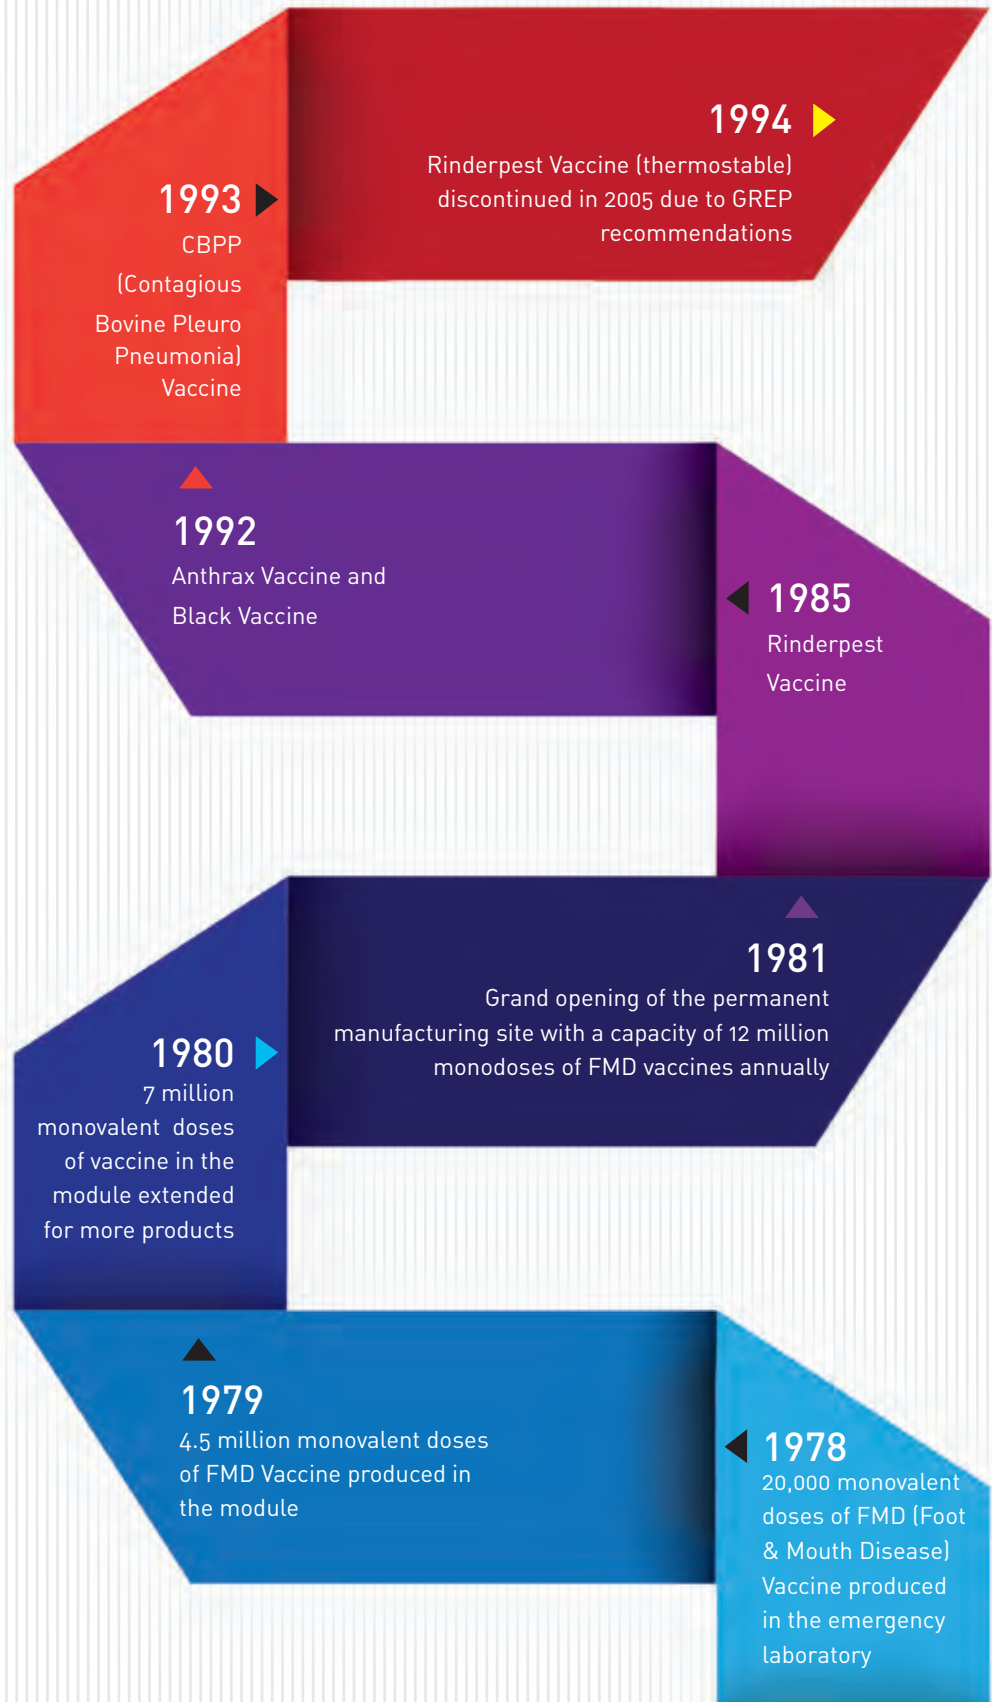 1994
Rinderpest Vaccine (thermostable)
discontinued in 2005 due to GREP
recommendations
1993
CBPP
(Contagious
Bovine Pleuro
Pneumonia)
Vaccine
1992
Anthrax Vaccine and
Black Vaccine
1985
Rinderpest
Vaccine
1981
Grand opening of the permanent
manufacturing site with a capacity of 12 million
monodoses of FMD vaccines annually
1980
7 million
monovalent doses
of vaccine in the
module extended
for more products
1979
4.5 million monovalent doses
of FMD Vaccine produced in
the module
1978
20,000 monovalent
doses of FMD (Foot
& Mouth Disease)
Vaccine produced
in the emergency
laboratory